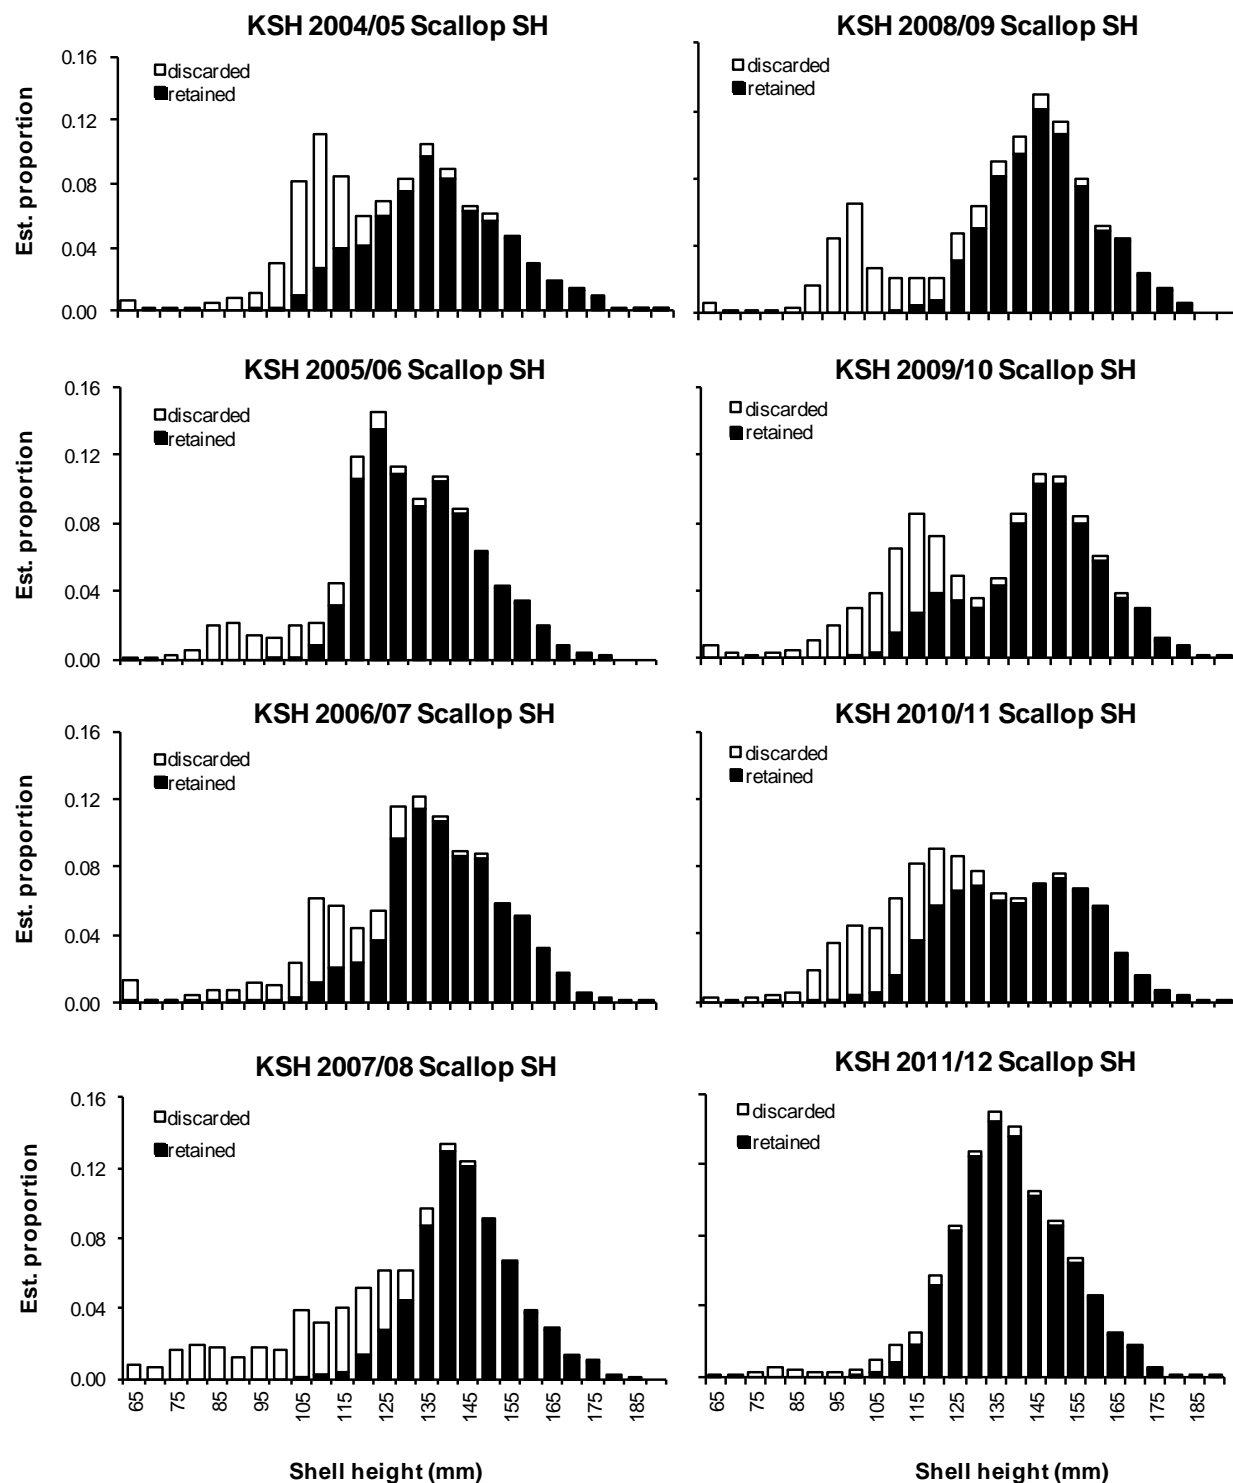 KSH 2004/05 Scallop SH
Est. proportion
0.16
0.12
0.08
0.04
0.00
discarded
retained
KSH 2008/09 Scallop SH
discarded
retained
KSH 2005/06 Scallop SH
Est. proportion
0.16
0.12
0.08
0.04
0.00
discarded
retained
KSH 2009/10 Scallop SH
discarded
retained
KSH 2006/07 Scallop SH
Est. proportion
0.16
0.12
0.08
0.04
0.00
discarded
retained
KSH 2010/11 Scallop SH
discarded
retained
KSH 2007/08 Scallop SH
Est. proportion
0.16
0.12
0.08
0.04
0.00
discarded
retained
65 75 85 95 105 115 125 135 145 155 165 175 185
Shell height (mm)
KSH 2011/12 Scallop SH
discarded
retained
65 75 85 95 105 115 125 135 145 155 165 175 185
Shell height (mm)